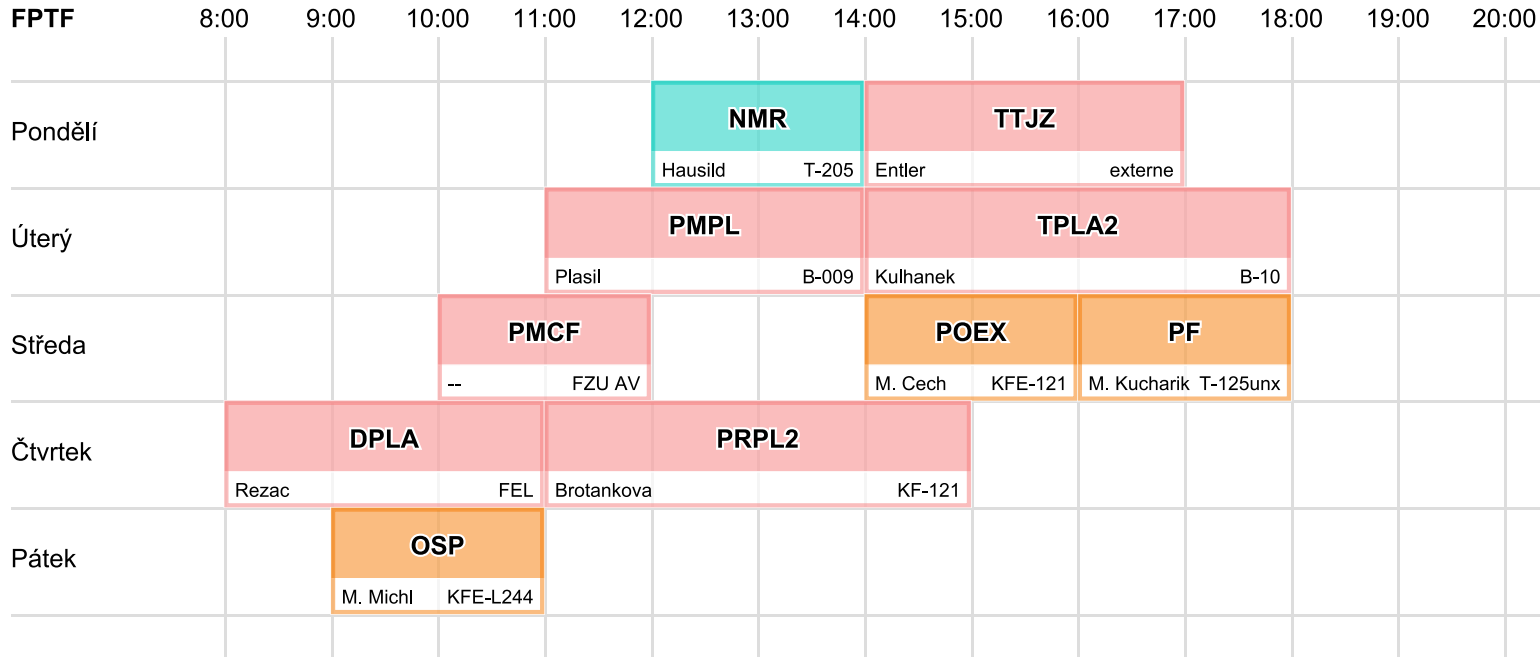 FPTF 8:00 9:00 10:00 11:00 12:00 13:00 14:00 15:00 16:00 17:00 18:00 19:00 20:00
Pondělí
NMR
Hausild T-205
TTJZ
Entler externe
Úterý
PMPL
Plasil B-009
TPLA2
Kulhanek B-10
Středa
PMCF
-- FZU AV
POEX
M. Cech KFE-121
PF
M. Kucharik T-125unx
Čtvrtek
DPLA
Rezac FEL
PRPL2
Brotankova KF-121
Pátek
OSP
M. Michl KFE-L244